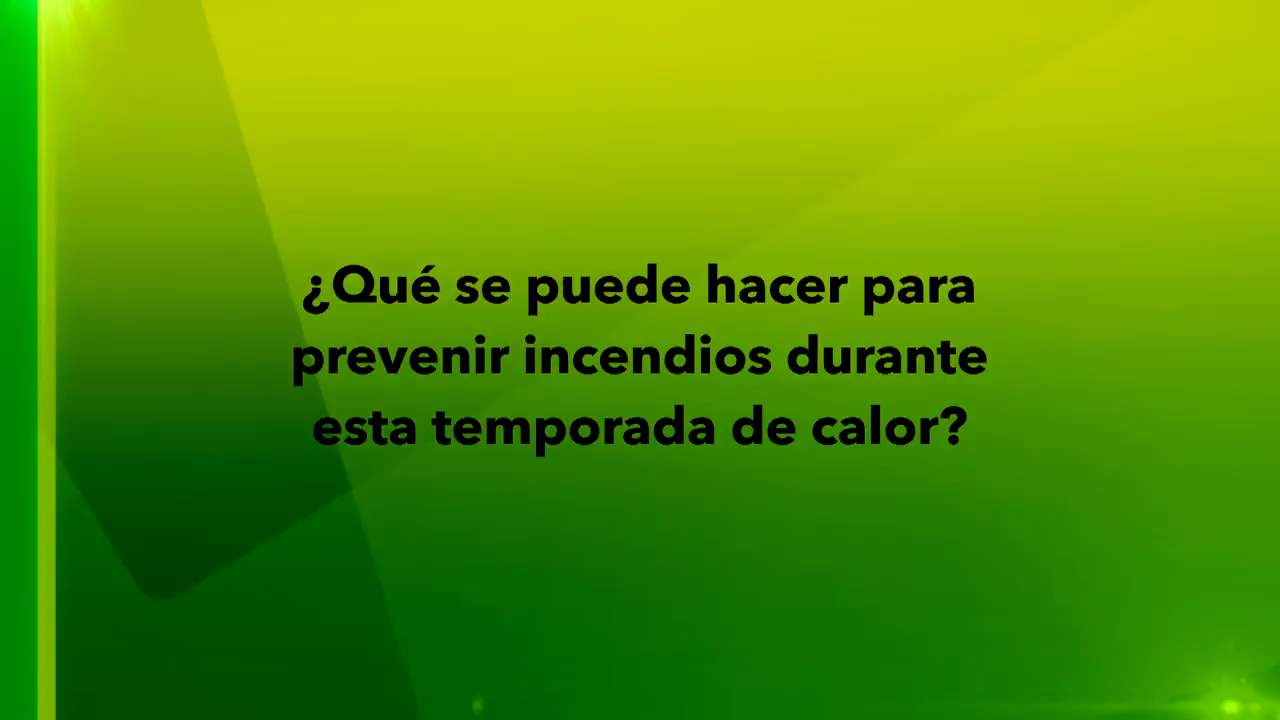 ¿Qué se puede hacer para
prevenir incendios durante
esta temporada de calor?